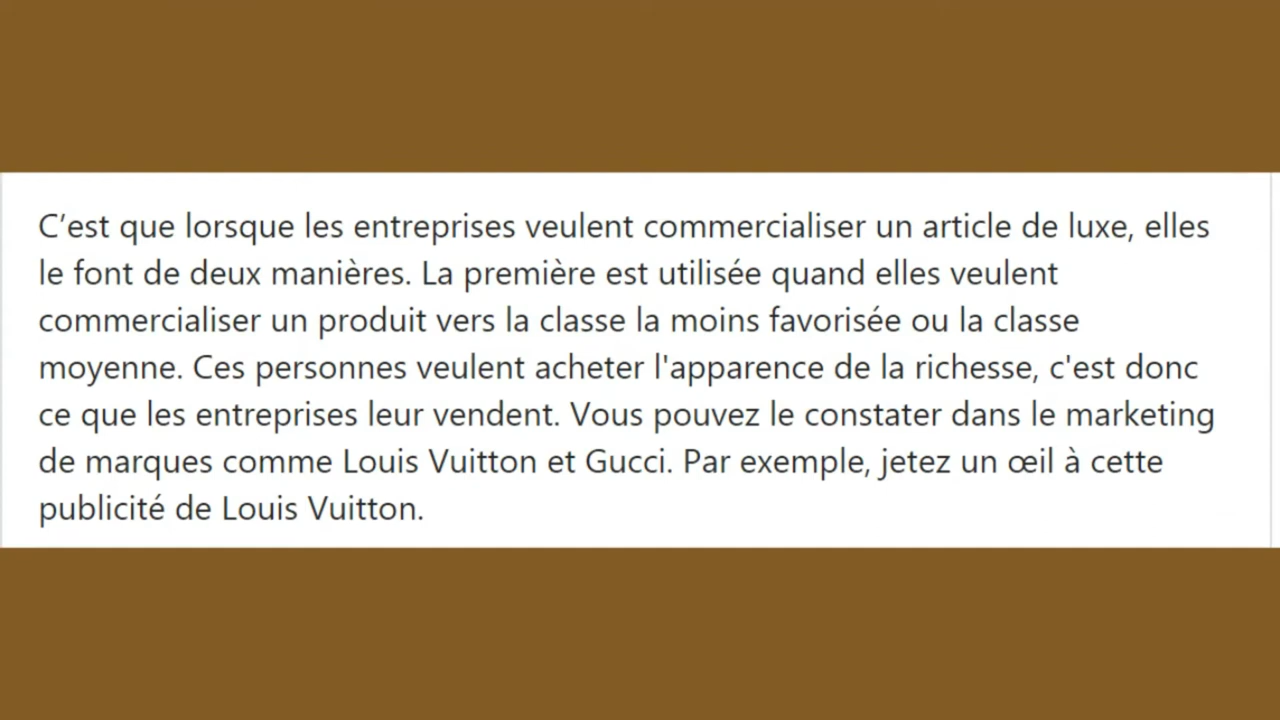 C’est que lorsque les entreprises veulent commercialiser un article de luxe, elles
le font de deux manières. La première est utilisée quand elles veulent
commercialiser un produit vers la classe la moins favorisée ou la classe
moyenne. Ces personnes veulent acheter l'apparence de la richesse, c'est donc
ce que les entreprises leur vendent. Vous pouvez le constater dans le marketing
de marques comme Louis Vuitton et Gucci. Par exemple, jetez un œil à cette
publicité de Louis Vuitton.